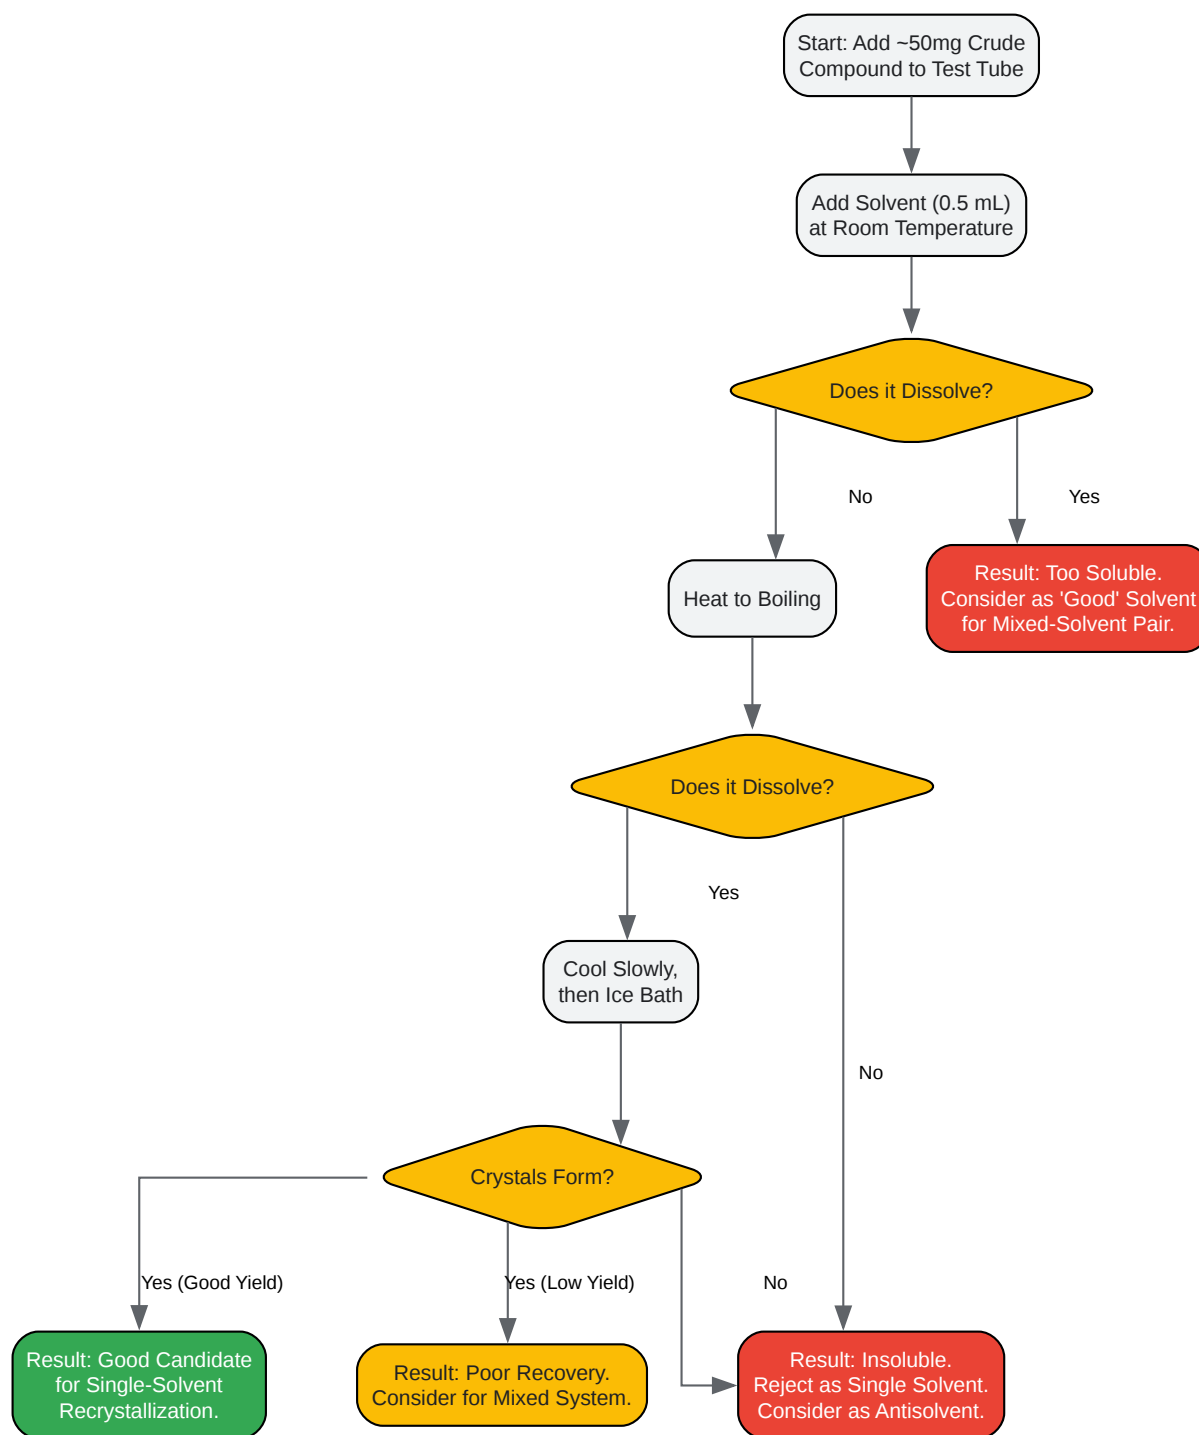 Start: Add ~50mg Crude
Compound to Test Tube
Add Solvent (0.5 mL)
at Room Temperature
Does it Dissolve?
No
Yes
Heat to Boiling
Result: Too Soluble.
Consider as 'Good' Solvent
for Mixed-Solvent Pair.
Does it Dissolve?
Yes
Cool Slowly,
then Ice Bath
No
Crystals Form?
Yes (Good Yield)
Yes (Low Yield)
No
Result: Good Candidate
for Single-Solvent
Recrystallization.
Result: Poor Recovery.
Consider for Mixed System.
Result: Insoluble.
Reject as Single Solvent.
Consider as Antisolvent.